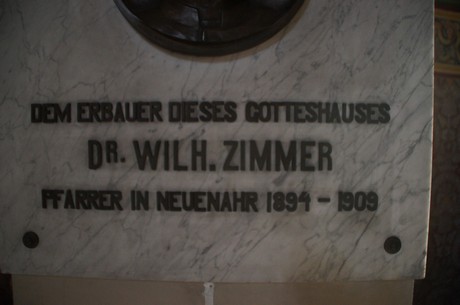 DEM ERBAUER DIESES GOTTESHAUSES
DR. WILH. ZIMMER
PFARRER IN NEUENAHR 1894 – 1909